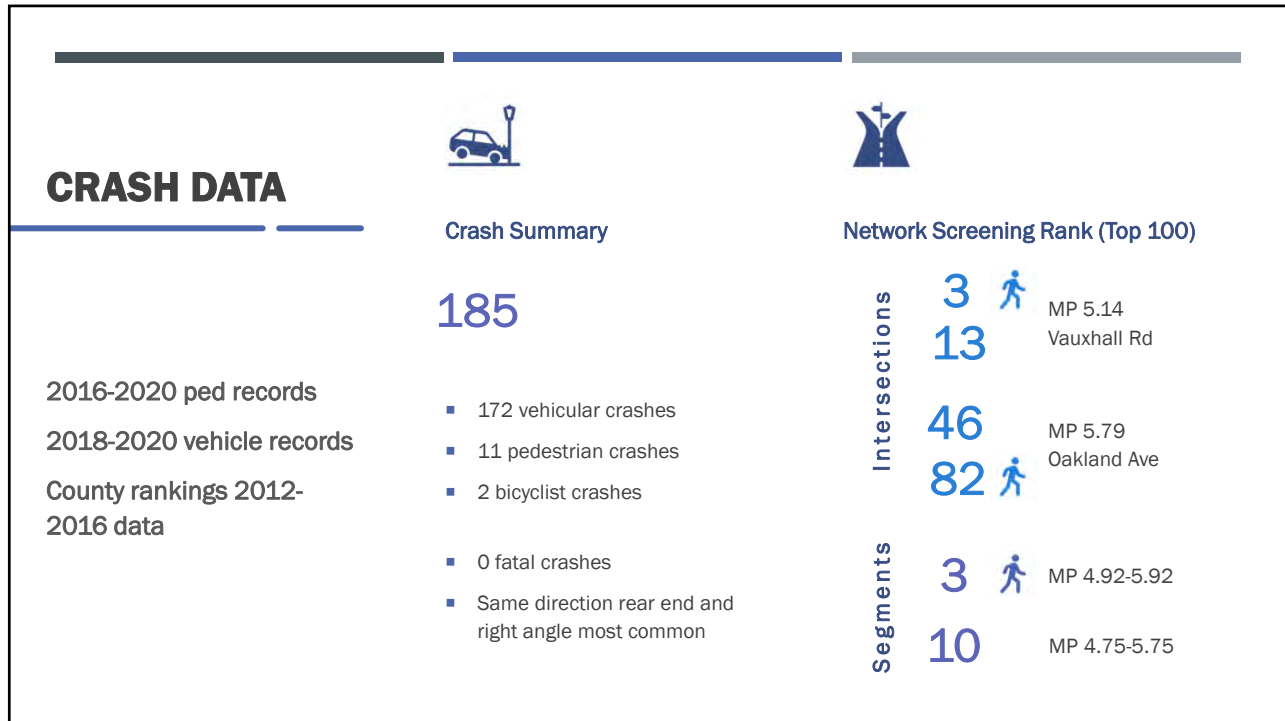 CRASH DATA
2016-2020 ped records
2018-2020 vehicle records
County rankings 2012-
2016 data
Crash Summary
185
▪ 172 vehicular crashes
▪ 11 pedestrian crashes
▪ 2 bicyclist crashes
▪ 0 fatal crashes
▪ Same direction rear end and
right angle most common
Network Screening Rank (Top 100)
Intersections
3
13
MP 5.14
Vauxhall Rd
46
82
MP 5.79
Oakland Ave
Segments
3
MP 4.92-5.92
10
MP 4.75-5.75